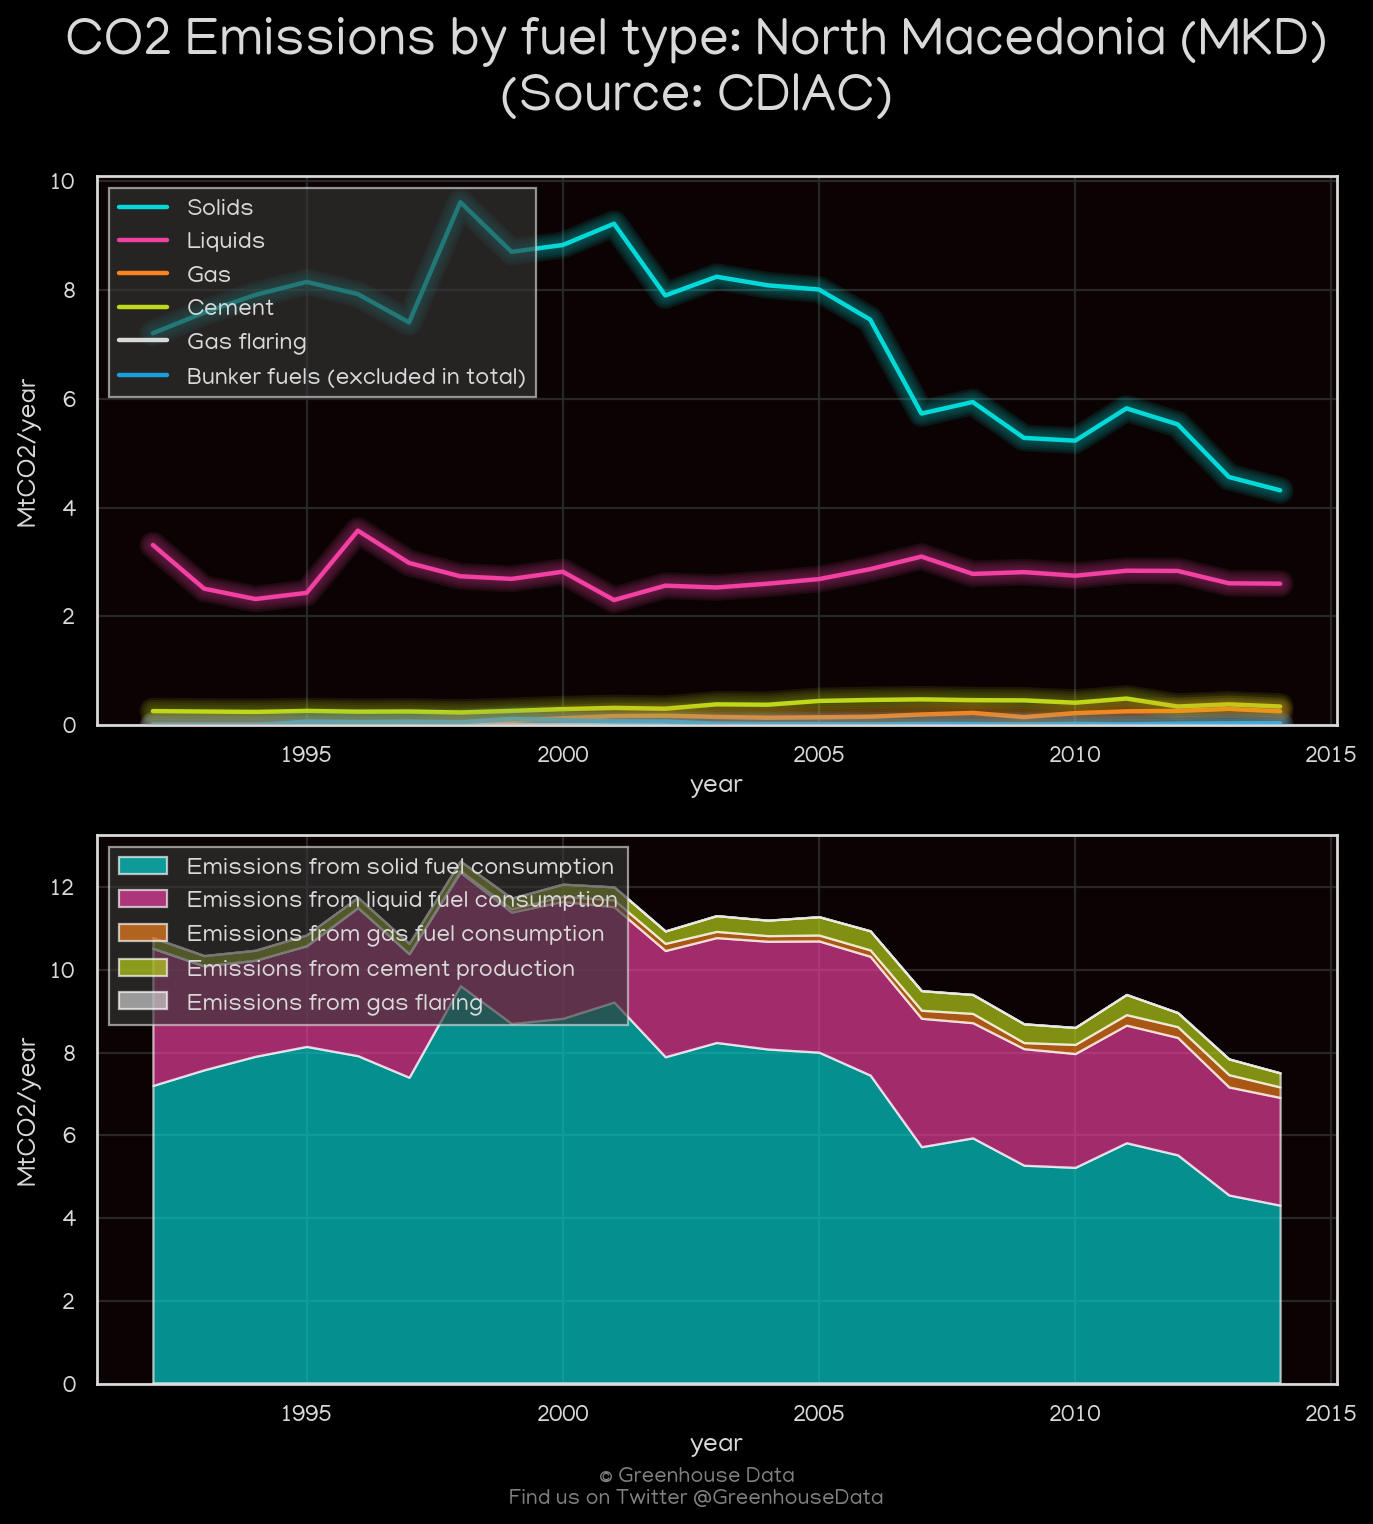 CO2 Emissions by fuel type: North Macedonia (MKD)
(Source: CDIAC)
10
8
6
4
2
0
MtCO2/year
Solids
Liquids
Gas
Cement
Gas flaring
Bunker fuels (excluded in total)
1995 2000 2005 2010 2015
year
12
10
8
6
4
2
0
MtCO2/year
Emissions from solid fuel consumption
Emissions from liquid fuel consumption
Emissions from gas fuel consumption
Emissions from cement production
Emissions from gas flaring
1995 2000 2005 2010 2015
year
© Greenhouse Data
Find us on Twitter @GreenhouseData